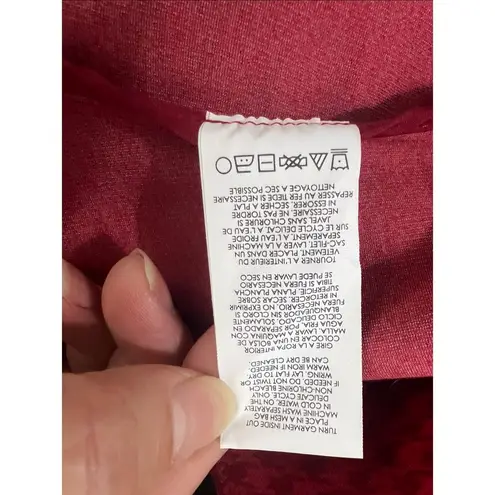 TURN GARMENT INSIDE OUT
IN A MESH BAG
MACHINE WASH SEPARATELY
IN COLD WATER, ON THE
DELICATE CYCLE, ONLY
NON-CHLORINE BLEACH
IF NEEDED, DO NOT TWIST OR
WRING, LAY FLAT TO DRY,
WARM IRON IF NEEDED
CAN BE DRY CLEANED.
GIRE A LA ROPA INTERIOR
COLOCAR EN UNA BOLSA DE
MALLA, LAVAR A MAQUINA CON
AGUA, FRIA, POR SEPARADO EN
CICLO DELICADO, SOLAMENTE
BLANQUEAR SIN CLORO SI
FUERA NECESARIO, SIN EXPRIMIR
NI RETORCER, SECAR SOBRE
SUPERFICIE, PLANA, PLANCHA
TIBIA SI FUERA NECESARIO
SE PUEDE LAVAR EN SECO
TOURNER A L'INTERIEUR DU
VETEMENT, PLACER DANS UN
SAC-FILET LAVER A LA MACHINE
SEPAREMENT, A L'EAU FROIDE
SUR LE CYCLE DELICAT, A L'EAU DE
JAVEL SANS CHLORURE SI
NECESSAIRE, NE PAS TORDRE
NI ESSORER, SECHER A PLAT
REPASSER AU FER TIEDE SI NECESSAIRE
NETTOYAGE A SEC POSSIBLE